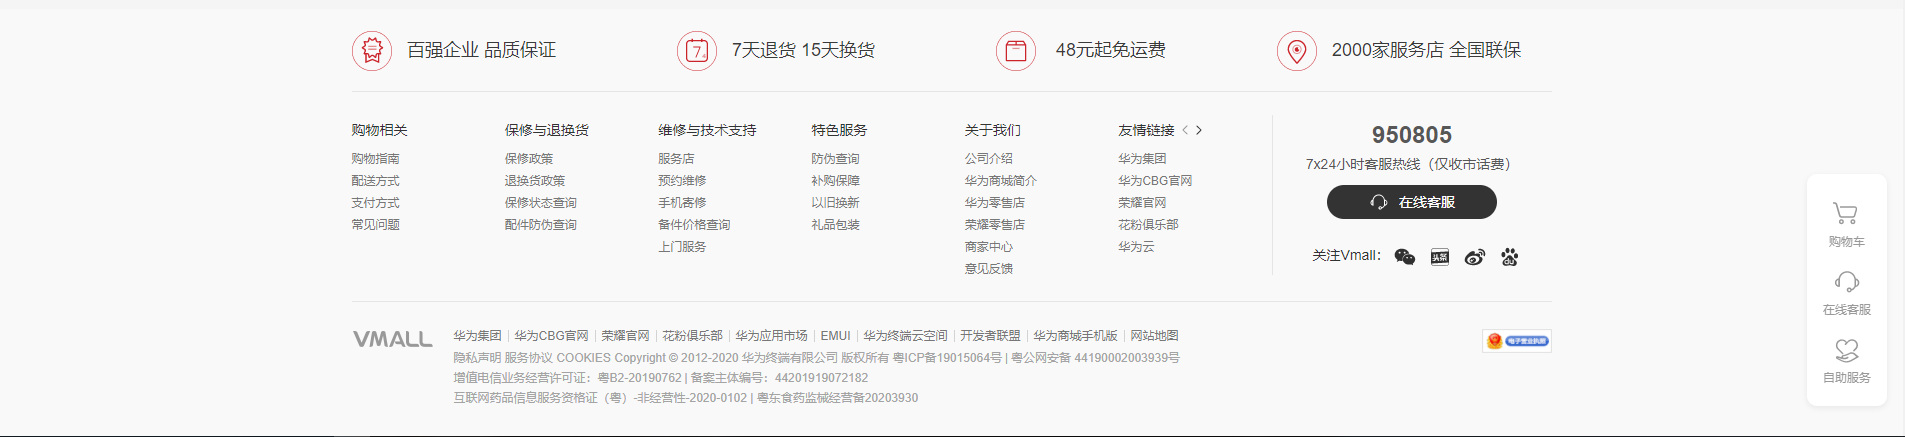 百强企业 品质保证
7天退货 15天换货
48元起免运费
2000家服务店 全国联保
购物相关
购物指南
配送方式
支付方式
常见问题
保修与退换货
保修政策
退换货政策
保修状态查询
配件防伪查询
维修与技术支持
服务店
预约维修
手机寄修
备件价格查询
上门服务
特色服务
防伪查询
补购保障
以旧换新
礼品包装
关于我们
公司介绍
华为商城简介
华为零售店
荣耀零售店
商家中心
意见反馈
友情链接 < >
华为集团
华为CBG官网
荣耀官网
花粉俱乐部
华为云
950805
7x24小时客服热线（仅收市话费）
在线客服
关注Vmall：
头条
du
购物车
在线客服
自助服务
VMALL
华为集团 | 华为CBG官网 | 荣耀官网 | 花粉俱乐部 | 华为应用市场 | EMUI | 华为终端云空间 | 开发者联盟 | 华为商城手机版 | 网站地图
隐私声明 服务协议 COOKIES Copyright © 2012-2020 华为终端有限公司 版权所有 粤ICP备19015064号 | 粤公网安备 44190002003939号
增值电信业务经营许可证：粤B2-20190762 | 备案主体编号：44201919072182
互联网药品信息服务资格证（粤）-非经营性-2020-0102 | 粤东食药监械经营备20203930
电子营业执照